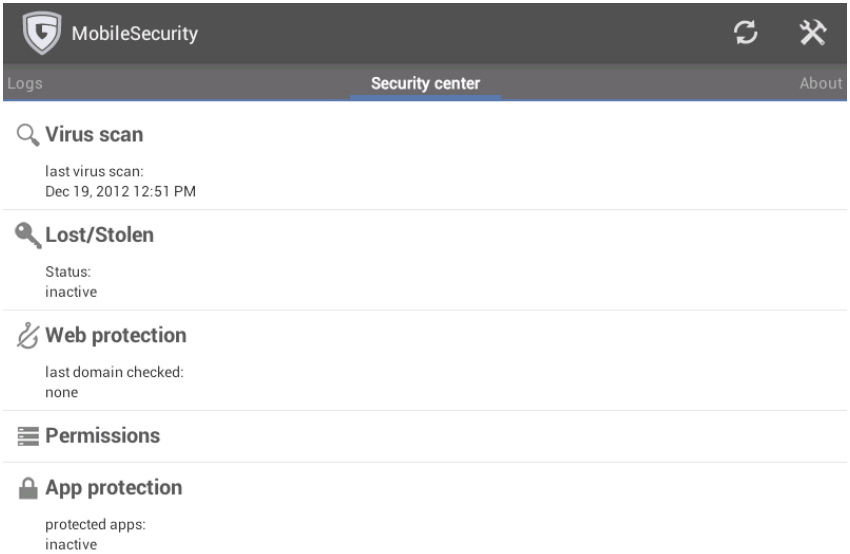 MobileSecurity
Logs Security center About
Virus scan
last virus scan:
Dec 19, 2012 12:51 PM
Lost/Stolen
Status:
inactive
Web protection
last domain checked:
none
Permissions
App protection
protected apps:
inactive